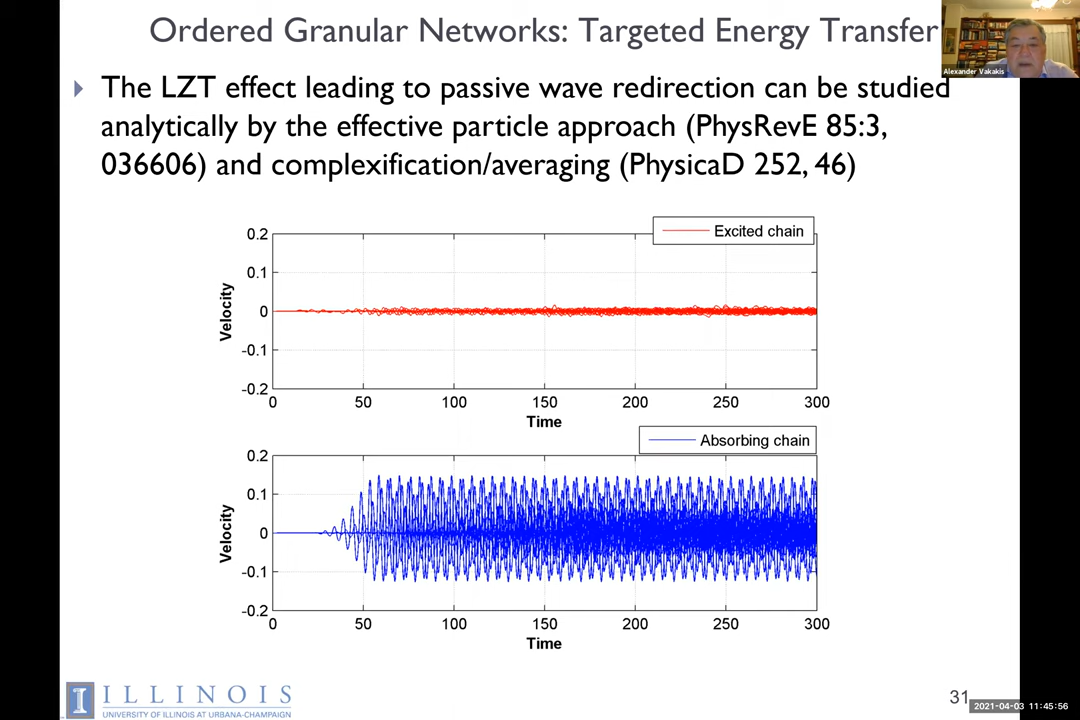 Ordered Granular Networks: Targeted Energy Transfer
Alexander Vakakis
The LZT effect leading to passive wave redirection can be studied
analytically by the effective particle approach (PhysRevE 85:3,
036606) and complexification/averaging (PhysicaD 252, 46)
Excited chain
0.2
0.1
0
-0.1
-0.2
Velocity
0 50 100 150 200 250 300
Time
Absorbing chain
0.2
0.1
0
-0.1
-0.2
Velocity
0 50 100 150 200 250 300
Time
I ILLINOIS
UNIVERSITY OF ILLINOIS AT URBANA-CHAMPAIGN
31
2021-04-03 11:45:56